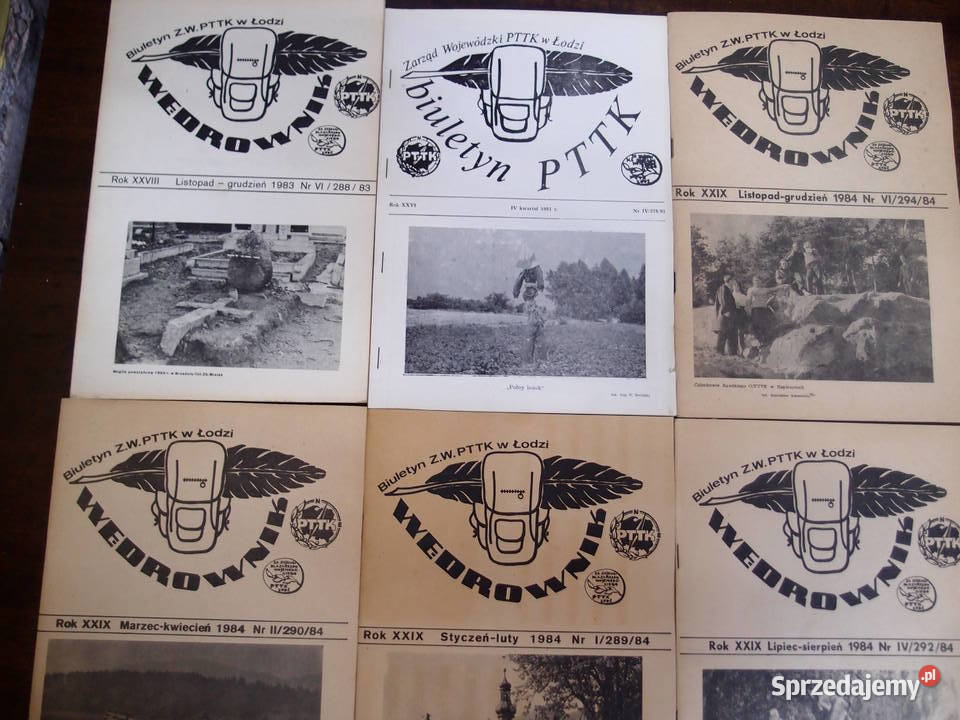 Biuletyn Z.W.PTTK w Łodzi
WĘDROWNIK
PTTK
Rok XXVIII Listopad – grudzień 1983 Nr VI/288/83
Zarząd Wojewódzki PTTK w Łodzi
biuletyn PTTK
PTTK
Rok XXVI IV kwartał 1981 r.
„Polny ludek”
Biuletyn Z.W.PTTK w Łodzi
WĘDROWNIK
PTTK
Rok XXIX Listopad-grudzień 1984 Nr VI/294/84
Biuletyn Z.W.PTTK w Łodzi
WĘDROWNIK
N
PTTK
Rok XXIX Marzec-kwiecień 1984 Nr II/290/84
Biuletyn Z.W.PTTK w Łodzi
WĘDROWNIK
N
PTTK
Rok XXIX Styczeń-luty 1984 Nr I/289/84
Biuletyn Z.W.PTTK w Łodzi
WĘDROWNIK
N
PTTK
Rok XXIX Lipiec-sierpień 1984 Nr IV/292/84
Sprzedajemy.pl